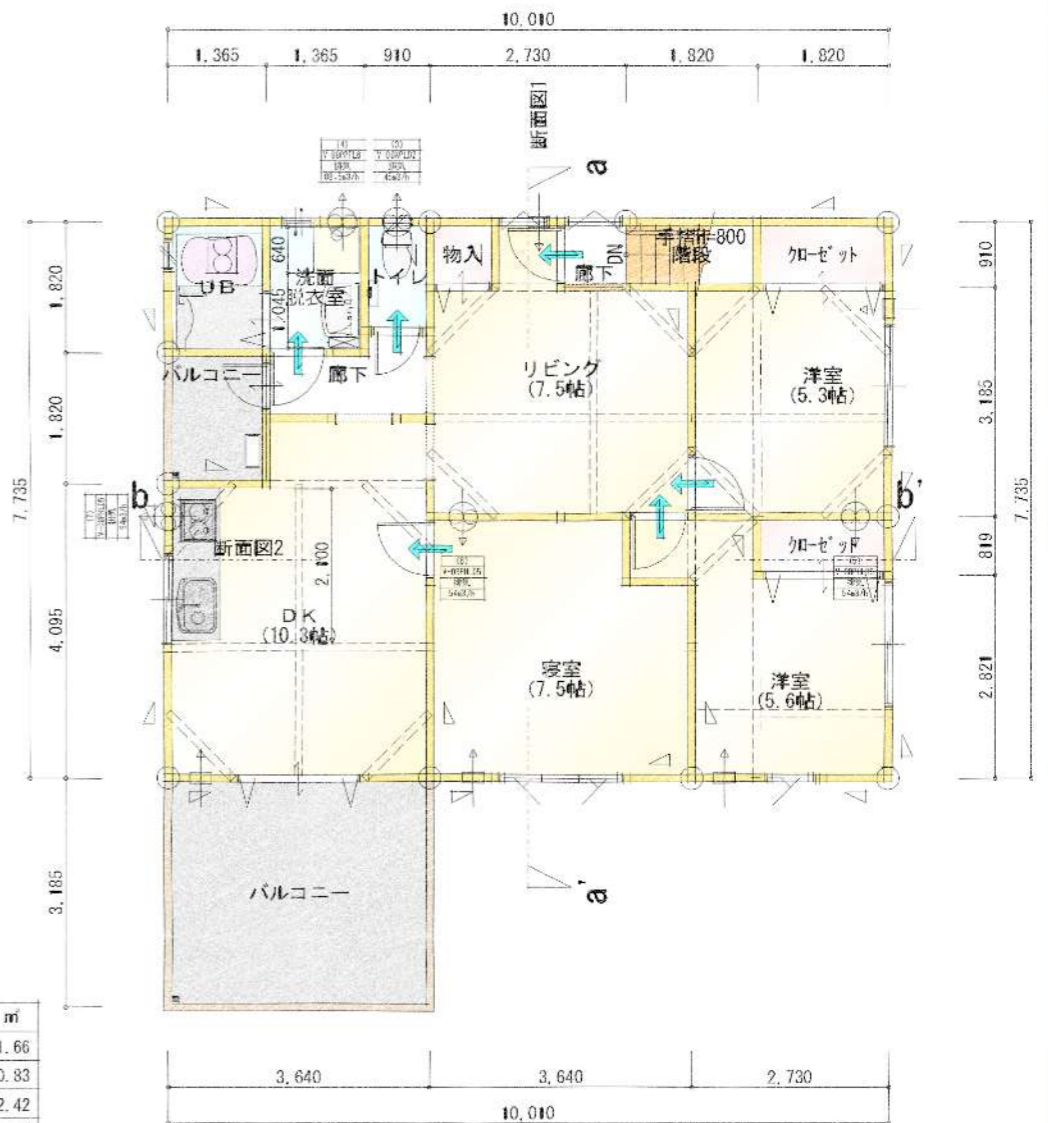 10,010
1,365 1,365 910 2,730 1,820 1,820
断面図1
a
手摺H=800
階段
物入
DN
廊下
クローゼット
UB
640
1,045
洗面
脱衣室
トイレ
バルコニー
廊下
リビング
(7.5帖)
洋室
(5.3帖)
1,820
1,820
4,095
7,735
3,185
910
3,185
819
2,821
7,735
b
b'
断面図2
2,100
クローゼット
DK
(10.3帖)
寝室
(7.5帖)
洋室
(5.6帖)
バルコニー
a'
㎡
1.66
0.83
2.42
3,640 3,640 2,730
10,010